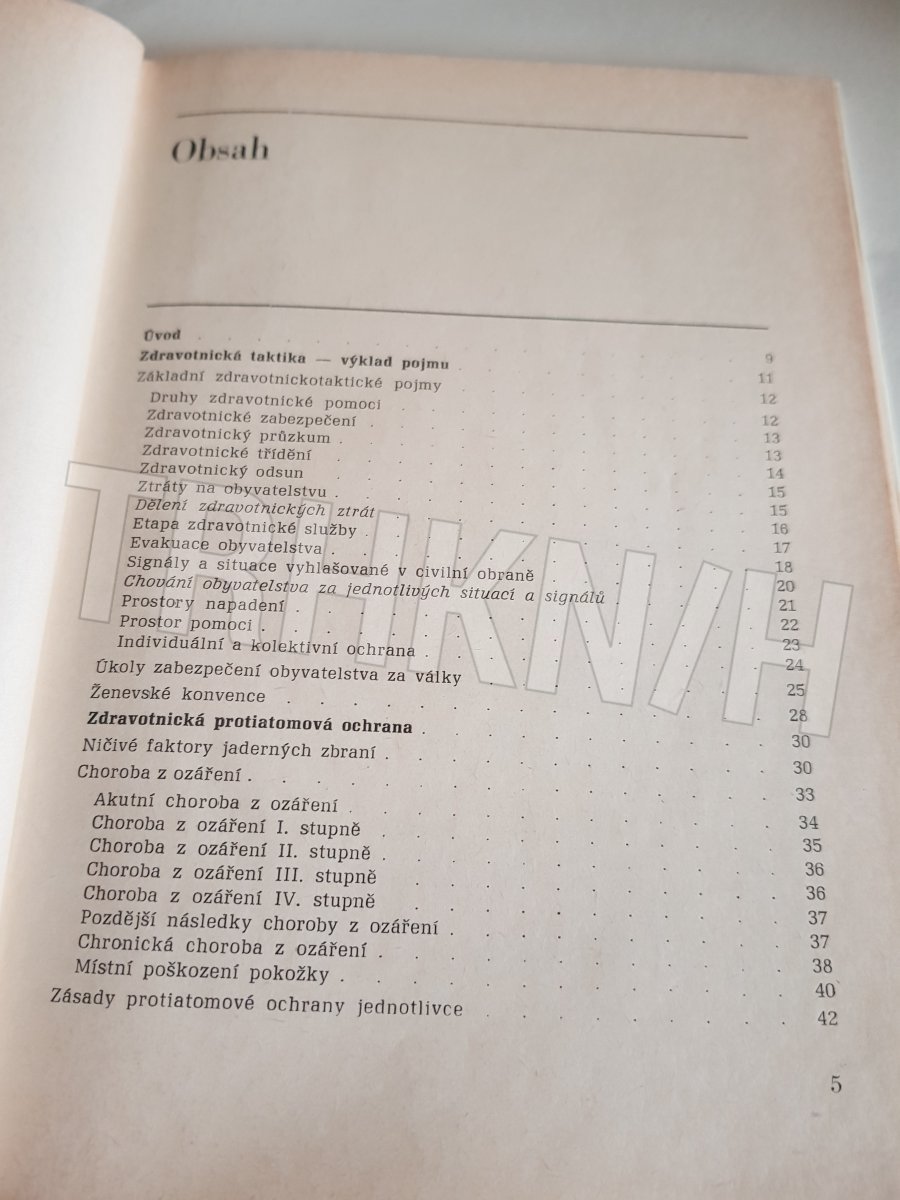 Obsah
Úvod . . . . . . . . . . 9
Zdravotnická taktika — výklad pojmu . . . . . . . . 11
Základní zdravotnickotaktické pojmy . . . . . . . . 12
Druhy zdravotnické pomoci . . . . . . . . 12
Zdravotnické zabezpečení . . . . . . . . 13
Zdravotnický průzkum . . . . . . . . 13
Zdravotnické třídění . . . . . . . . 14
Zdravotnický odsun . . . . . . . . 15
Ztráty na obyvatelstvu . . . . . . . . 15
Dělení zdravotnických ztrát . . . . . . . . 16
Etapa zdravotnické služby . . . . . . . . 17
Evakuace obyvatelstva . . . . . . . . 18
Signály a situace vyhlašované v civilní obraně . . . . . 20
Chování obyvatelstva za jednotlivých situací a signálů . . . . 21
Prostory napadení . . . . . . . . 22
Prostor pomoci . . . . . . . . 23
Individuální a kolektivní ochrana . . . . . . . . 24
Úkoly zabezpečení obyvatelstva za války . . . . . . . 25
Ženevské konvence . . . . . . . . 28
Zdravotnická protiatomová ochrana . . . . . . . . 30
Ničivé faktory jaderných zbraní . . . . . . . . 30
Choroba z ozáření . . . . . . . . 33
Akutní choroba z ozáření . . . . . . . . 34
Choroba z ozáření I. stupně . . . . . . . . 35
Choroba z ozáření II. stupně . . . . . . . . 36
Choroba z ozáření III. stupně . . . . . . . . 36
Choroba z ozáření IV. stupně . . . . . . . . 37
Pozdější následky choroby z ozáření . . . . . . . . 37
Chronická choroba z ozáření . . . . . . . . 38
Místní poškození pokožky . . . . . . . . 40
Zásady protiatomové ochrany jednotlivce . . . . . . . . 42
5
TRHKNIH